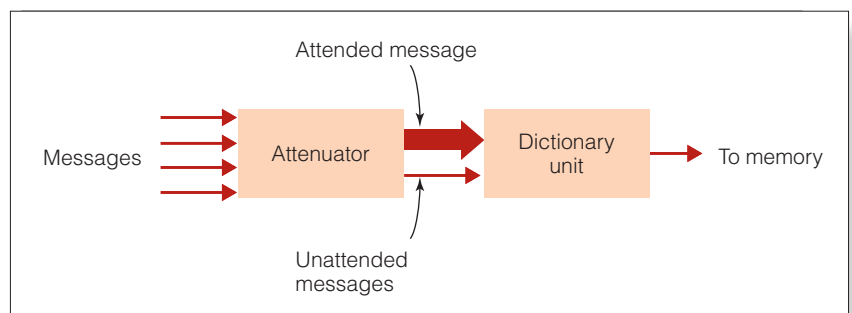 Attended message
Messages
Attenuator
Dictionary
unit
To memory
Unattended
messages